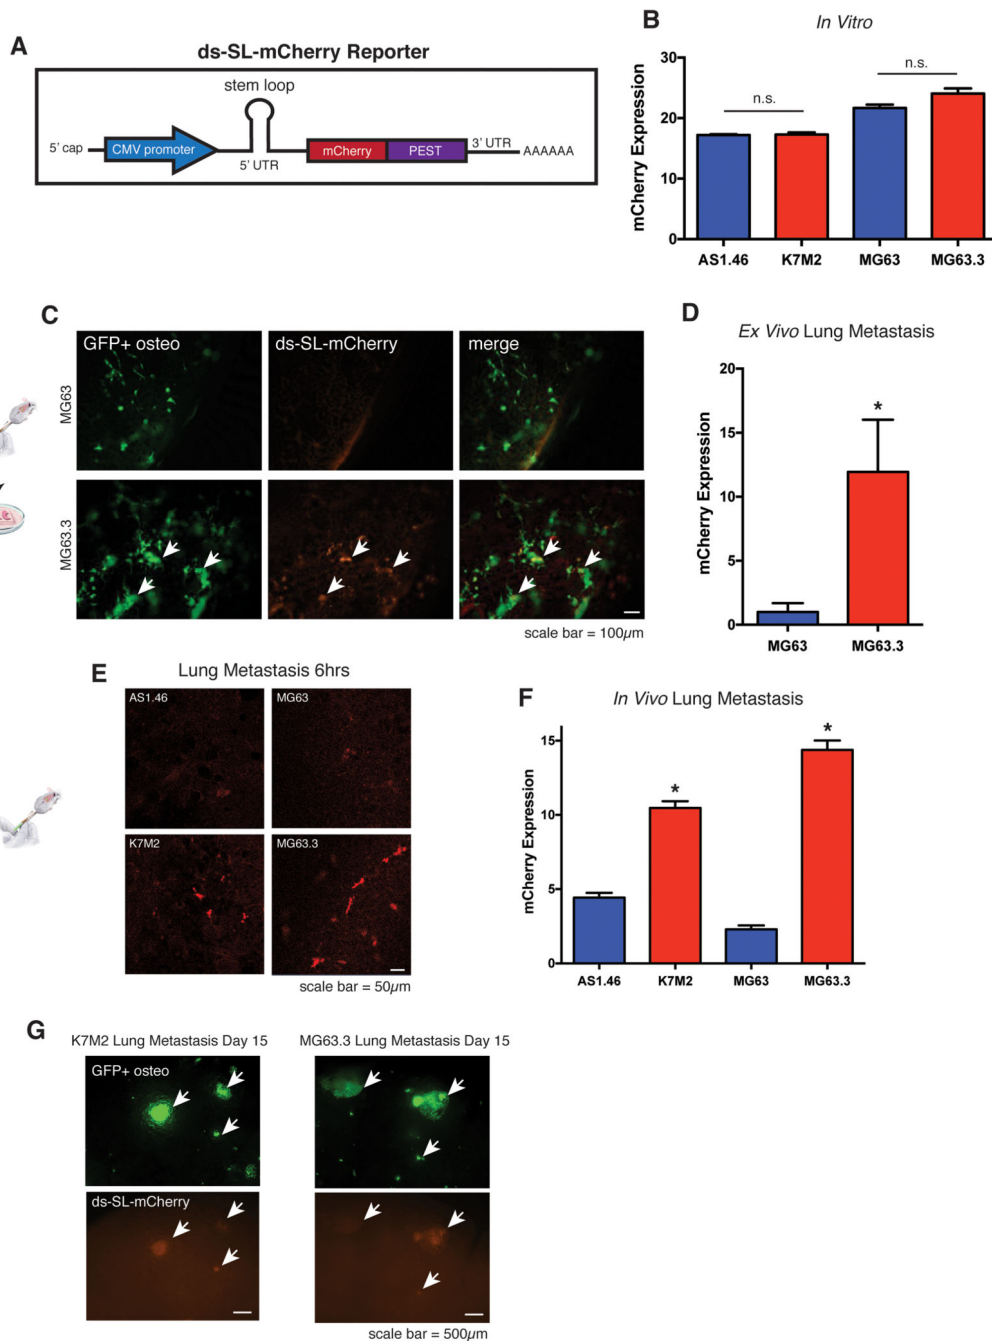 A
ds-SL-mCherry Reporter
stem loop
5' cap
CMV promoter
5' UTR
mCherry
PEST
3' UTR
AAAAAA
B
In Vitro
mCherry Expression
30
20
10
0
n.s.
n.s.
AS1.46
K7M2
MG63
MG63.3
C
GFP+ osteo
ds-SL-mCherry
merge
MG63
MG63.3
scale bar = 100µm
D
Ex Vivo Lung Metastasis
mCherry Expression
20
15
10
5
0
*
MG63
MG63.3
E
Lung Metastasis 6hrs
AS1.46
MG63
K7M2
MG63.3
scale bar = 50µm
F
In Vivo Lung Metastasis
mCherry Expression
15
10
5
0
*
*
AS1.46
K7M2
MG63
MG63.3
G
K7M2 Lung Metastasis Day 15
MG63.3 Lung Metastasis Day 15
GFP+ osteo
ds-SL-mCherry
scale bar = 500µm